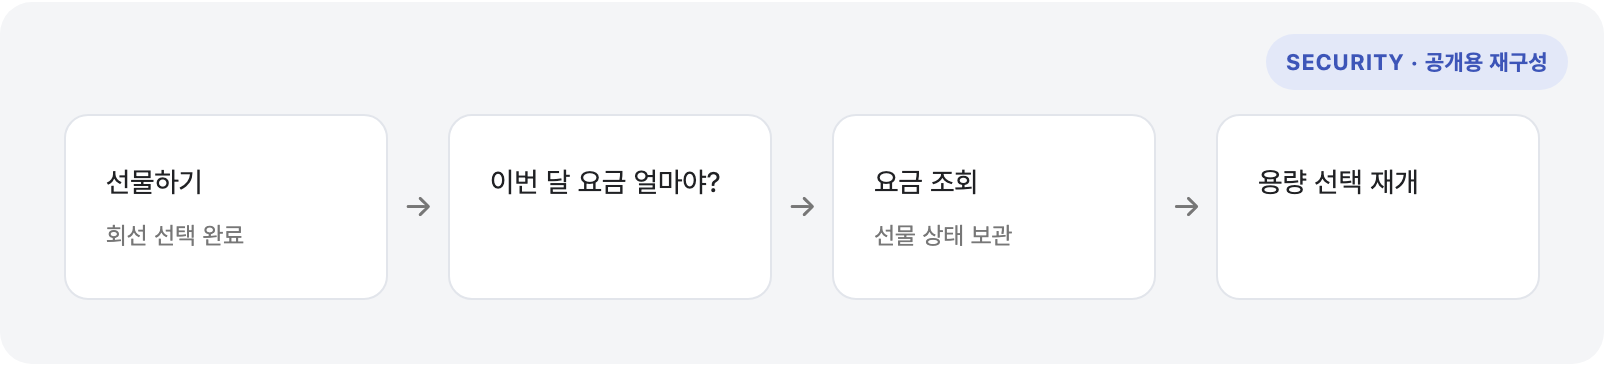 SECURITY · 공개용 재구성
선물하기
회선 선택 완료
이번 달 요금 얼마야?
요금 조회
선물 상태 보관
용량 선택 재개